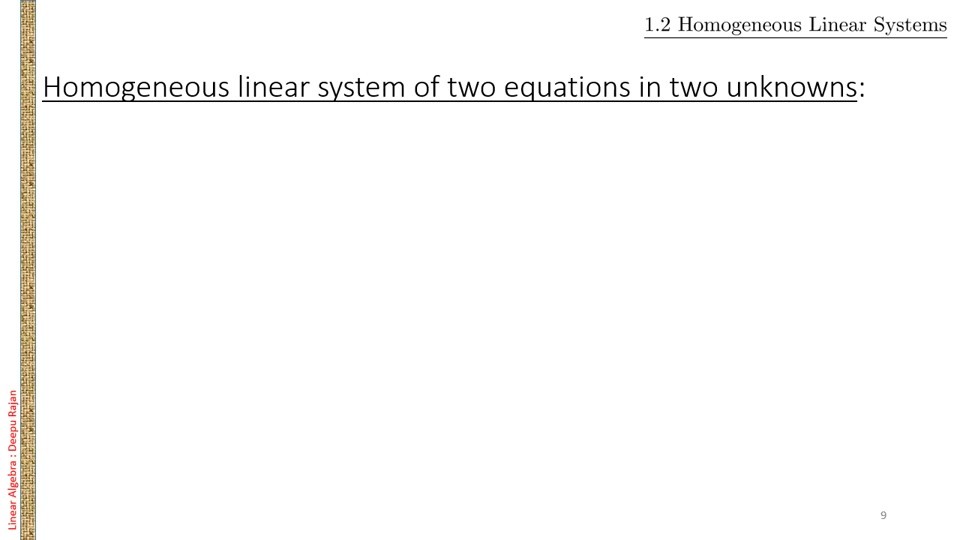 1.2 Homogeneous Linear Systems
Homogeneous linear system of two equations in two unknowns:
Linear Algebra : Deepu Rajan
9